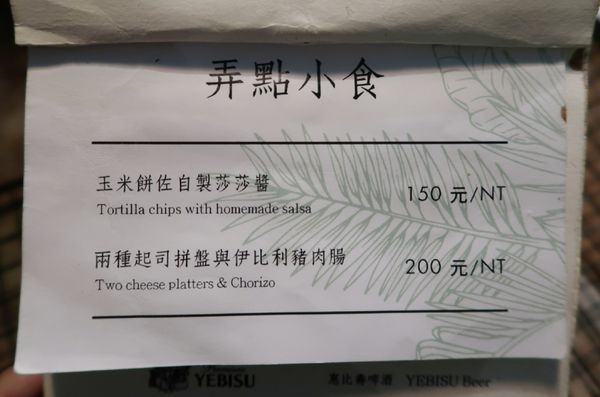 弄點小食
玉米餅佐自製莎莎醬 150 元/NT
Tortilla chips with homemade salsa
兩種起司拼盤與伊比利豬肉腸 200 元/NT
Two cheese platters & Chorizo
Premium
YEBISU 惠比壽啤酒 YEBISU Beer